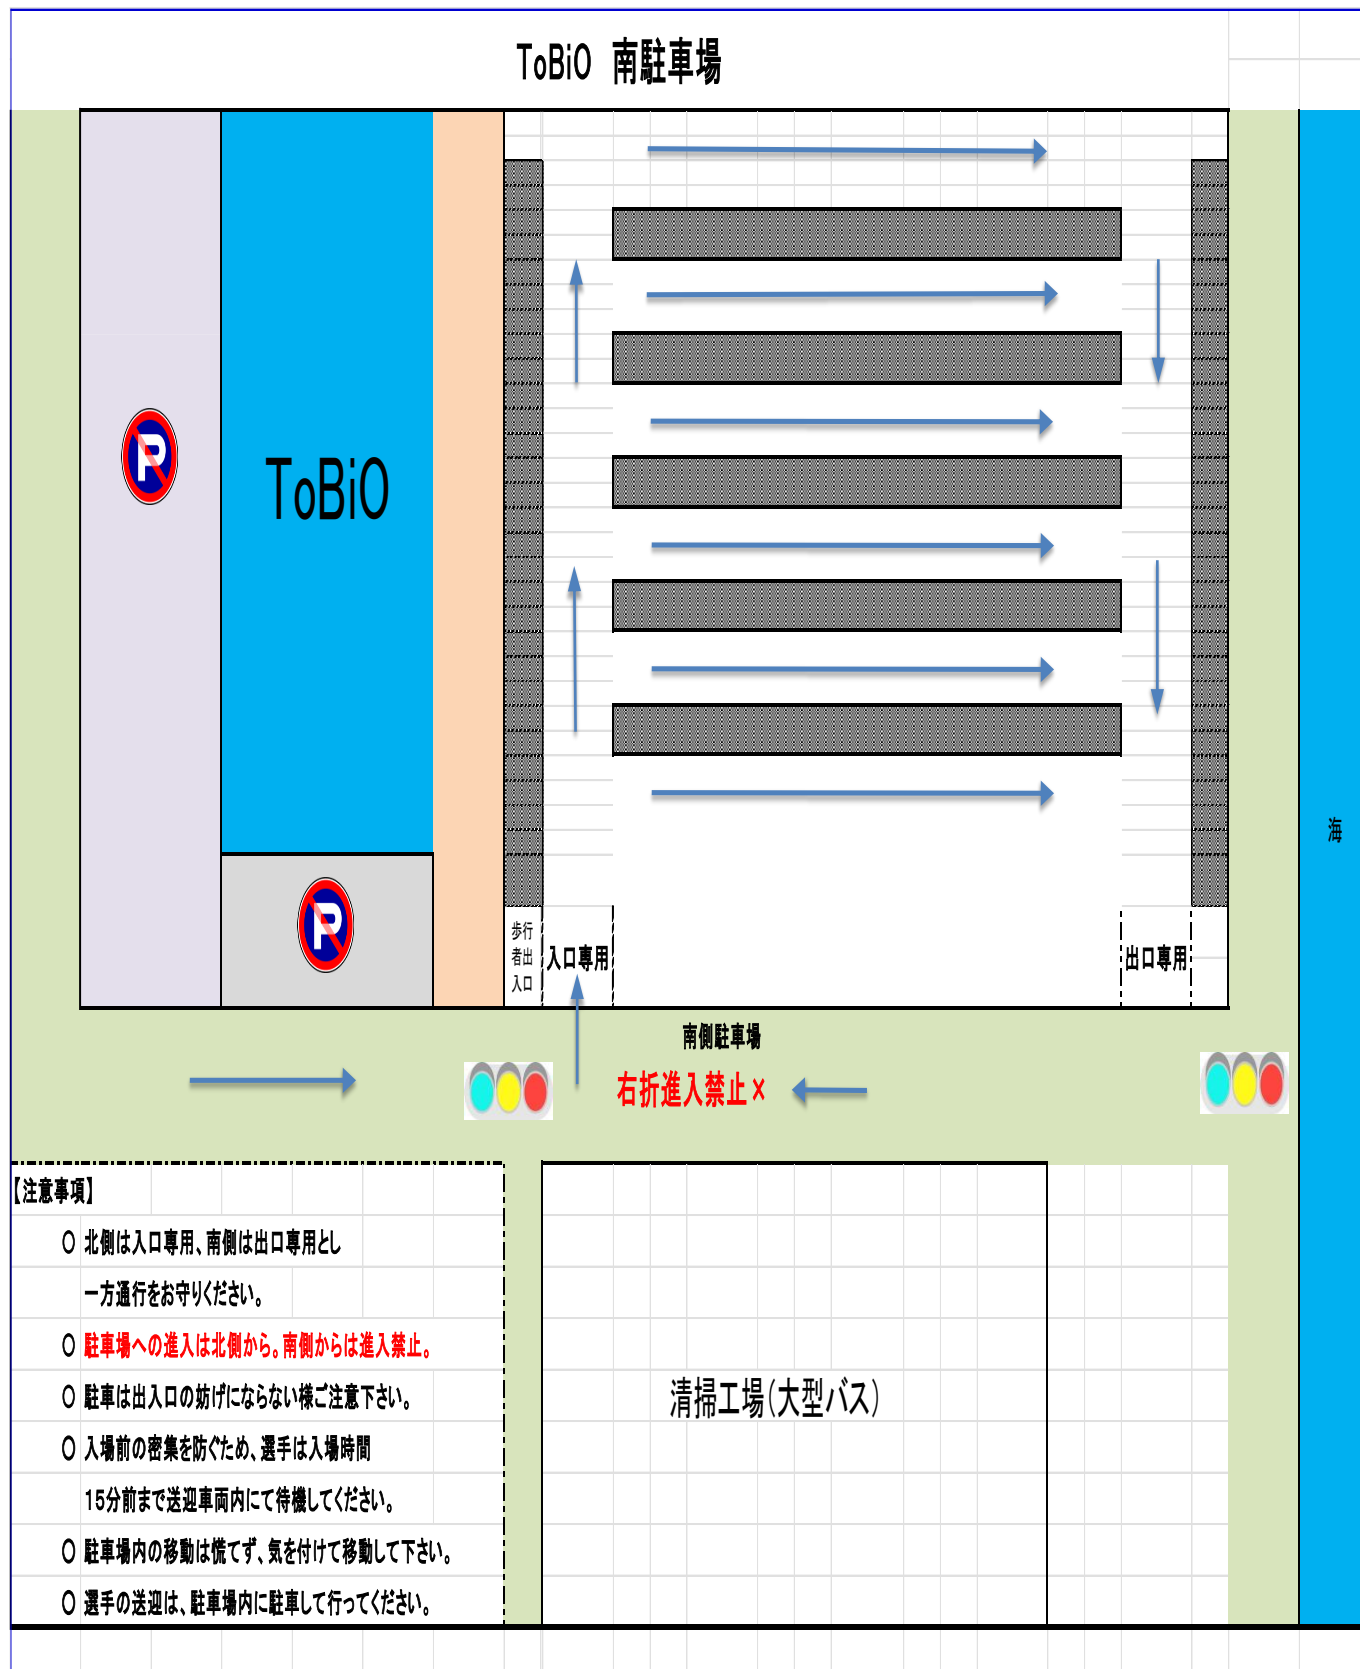 ToBiO 南駐車場
ToBiO
海
歩行
者出
入口
入口専用
出口専用
南側駐車場
右折進入禁止×
【注意事項】
○ 北側は入口専用、南側は出口専用とし
一方通行をお守りください。
○ 駐車場への進入は北側から。南側からは進入禁止。
○ 駐車は出入口の妨げにならない様ご注意下さい。
○ 入場前の密集を防ぐため、選手は入場時間
15分前まで送迎車両内にて待機してください。
○ 駐車場内の移動は慌てず、気を付けて移動して下さい。
○ 選手の送迎は、駐車場内に駐車して行ってください。
清掃工場(大型バス)